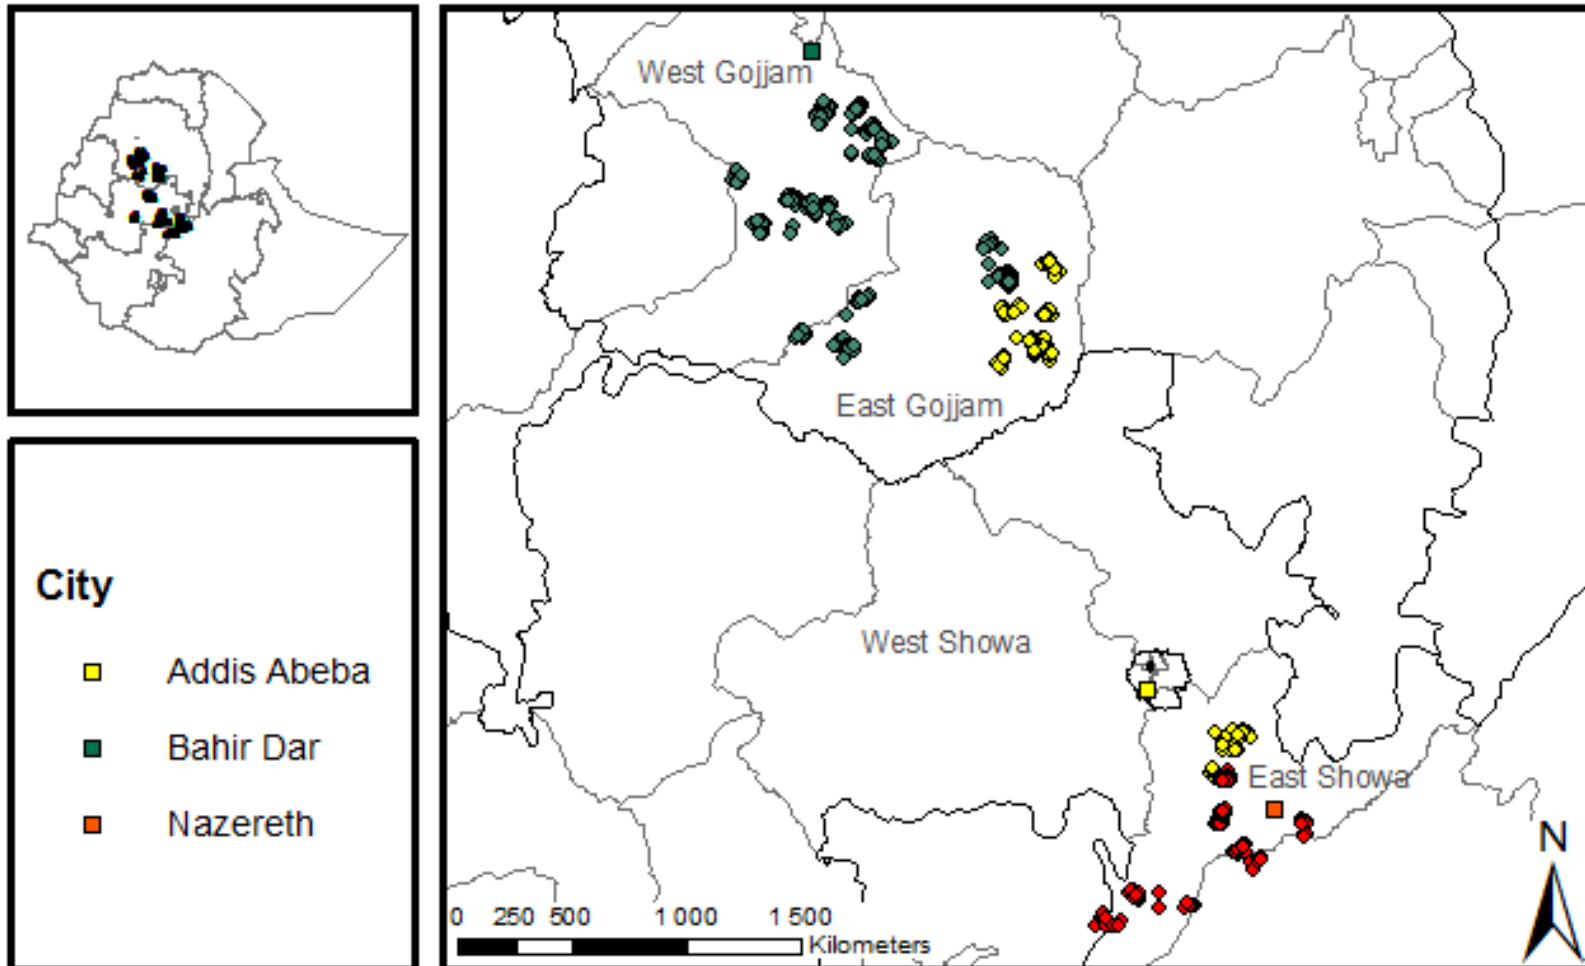 West Gojjam
East Gojjam
City
Addis Abeba
Bahir Dar
Nazereth
West Showa
East Showa
N
0 250 500 1 000 1 500
Kilometers